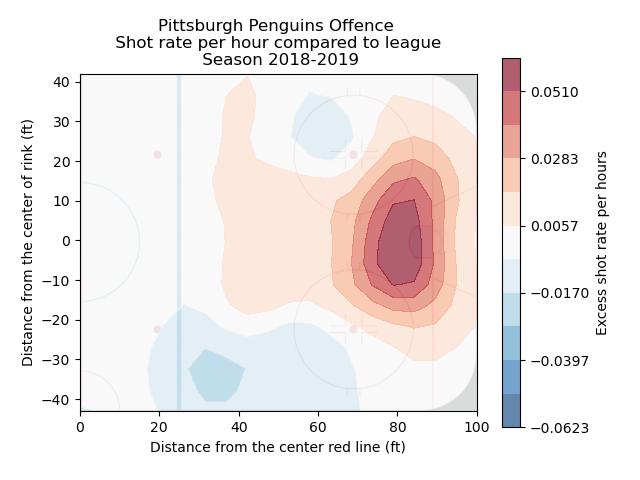 Pittsburgh Penguins Offence
Shot rate per hour compared to league
Season 2018-2019
Distance from the center of rink (ft)
40
30
20
10
0
−10
−20
−30
−40
0 20 40 60 80 100
Distance from the center red line (ft)
0.0510
0.0283
0.0057
−0.0170
−0.0397
−0.0623
Excess shot rate per hours